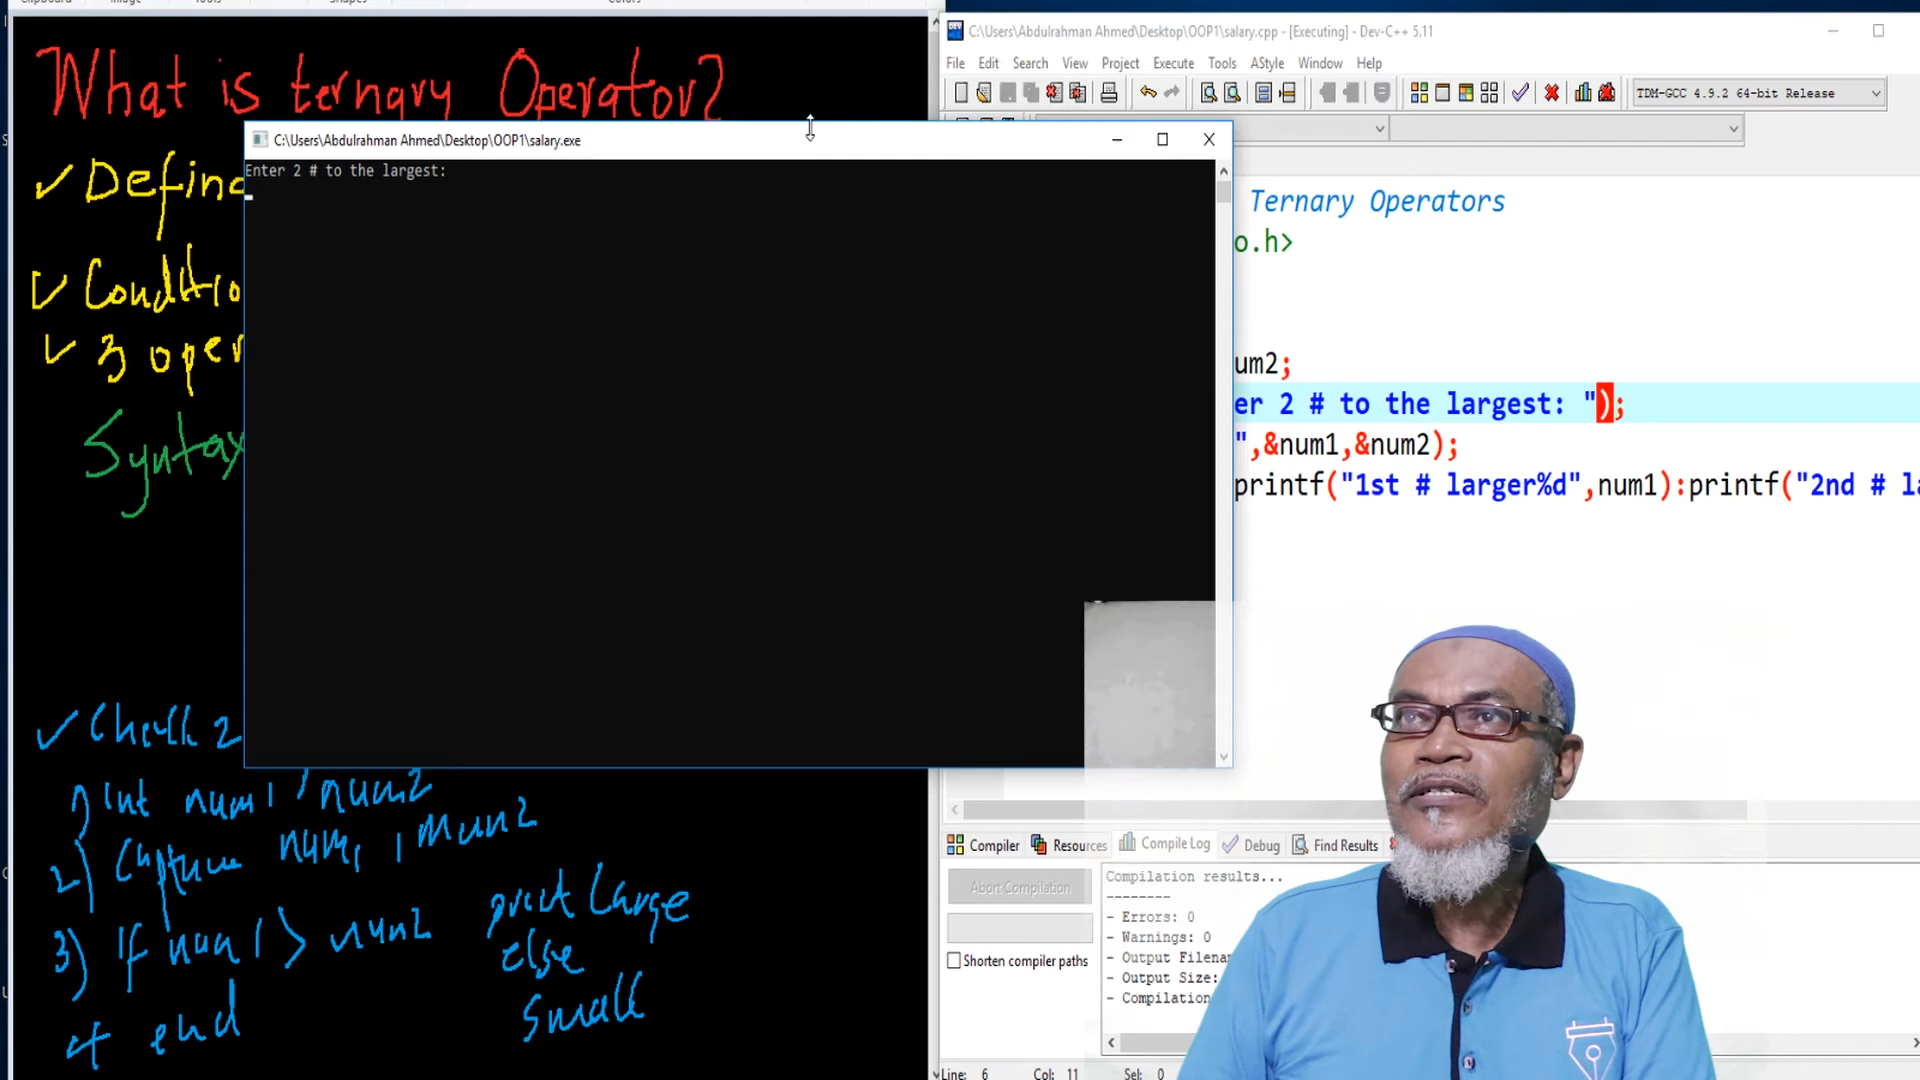 Clipboard
Image
Tools
Shapes
Colors
What is ternary Operator?
✓ Define
✓ Conditio
✓ 3 oper
Syntax
✓ Check 2
1) Int num1, num2
2) Capture num1, num2
3) If num1 > num2 print large
else
small
4 end
C:\Users\Abdulrahman Ahmed\Desktop\OOP1\salary.exe
Enter 2 # to the largest:
C:\Users\Abdulrahman Ahmed\Desktop\OOP1\salary.cpp - [Executing] - Dev-C++ 5.11
File Edit Search View Project Execute Tools AStyle Window Help
TDM-GCC 4.9.2 64-bit Release
Ternary Operators
o.h>
um2;
er 2 # to the largest: ");
",&num1,&num2);
printf("1st # larger%d",num1):printf("2nd # la
Compiler Resources Compile Log Debug Find Results
Abort Compilation
Shorten compiler paths
Compilation results...
--------
- Errors: 0
- Warnings: 0
- Output Filena
- Output Size:
- Compilation
Line: 6 Col: 11 Sel: 0